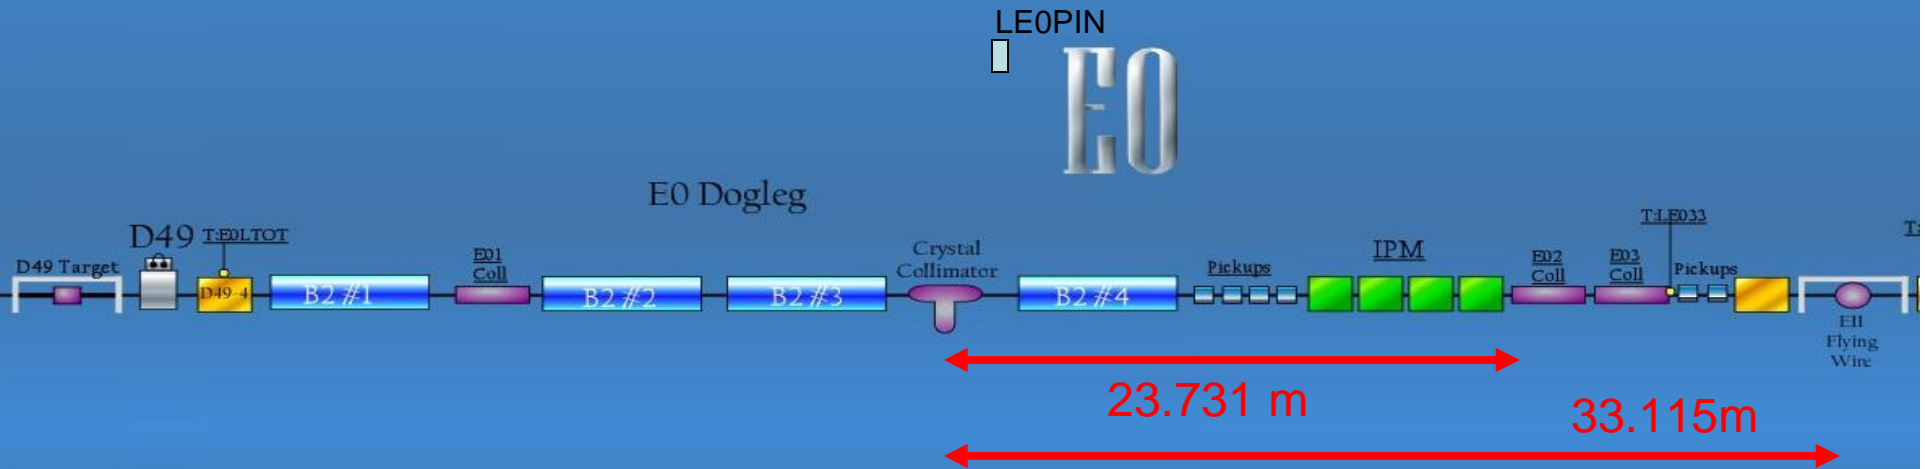 LE0PIN
E0
E0 Dogleg
D49
T:E0LTOT
D49 Target
D49-4
B2 #1
E01
Coll
B2 #2
B2 #3
Crystal
Collimator
B2 #4
Pickups
IPM
E02
Coll
E03
Coll
T:LE033
Pickups
T:
E11
Flying
Wire
23.731 m
33.115m